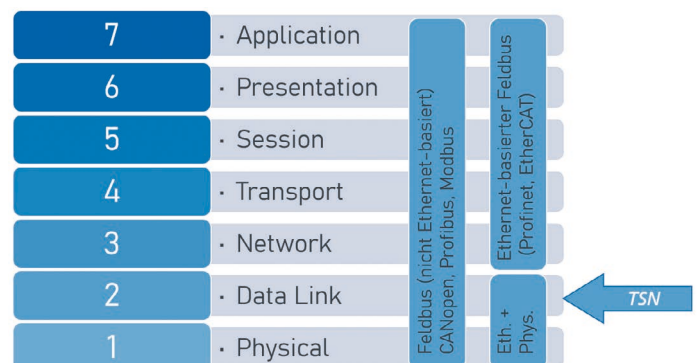 7
· Application
6
· Presentation
5
· Session
4
· Transport
3
· Network
2
· Data Link
1
· Physical
Feldbus (nicht Ethernet-basiert)
CANopen, Profibus, Modbus
Ethernet-basierter Feldbus
(Profinet, EtherCAT)
Eth. +
Phys.
TSN